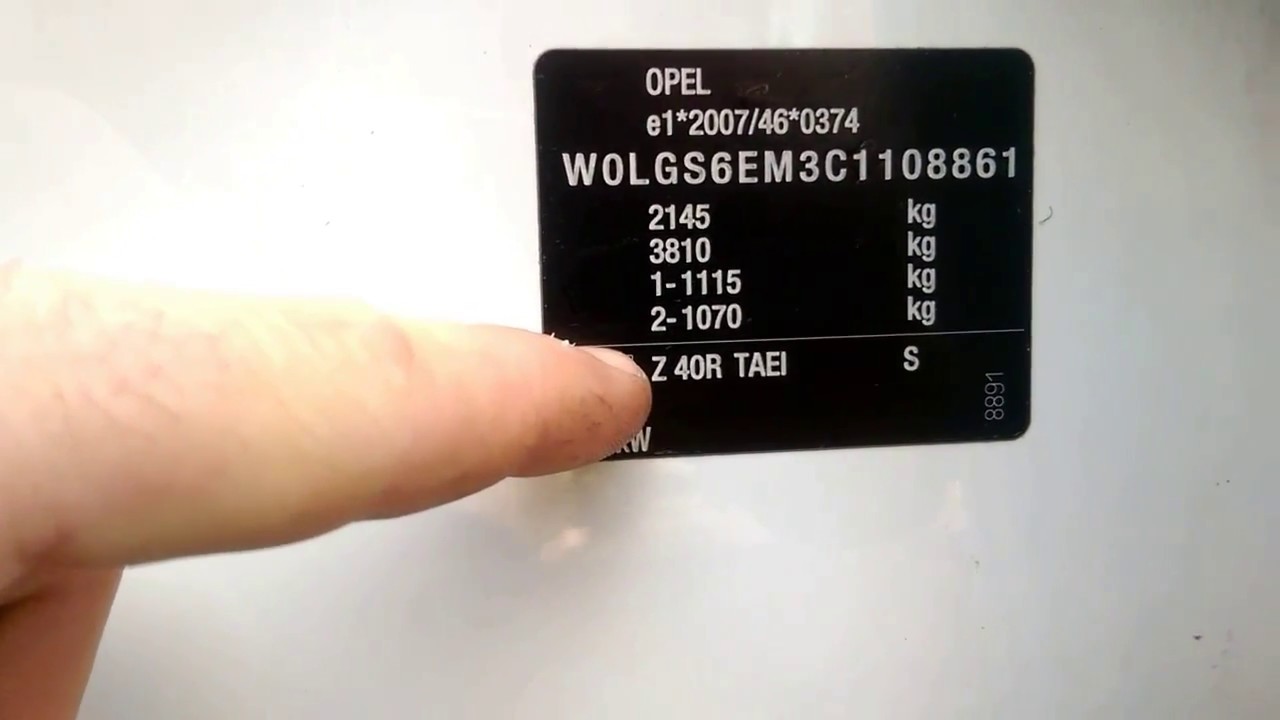 OPEL
e1*2007/46*0374
W0LGS6EM3C1108861
2145 kg
3810 kg
1-1115 kg
2-1070 kg
Z 40R TAEI S
8891